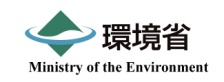 環境省
Ministry of the Environment